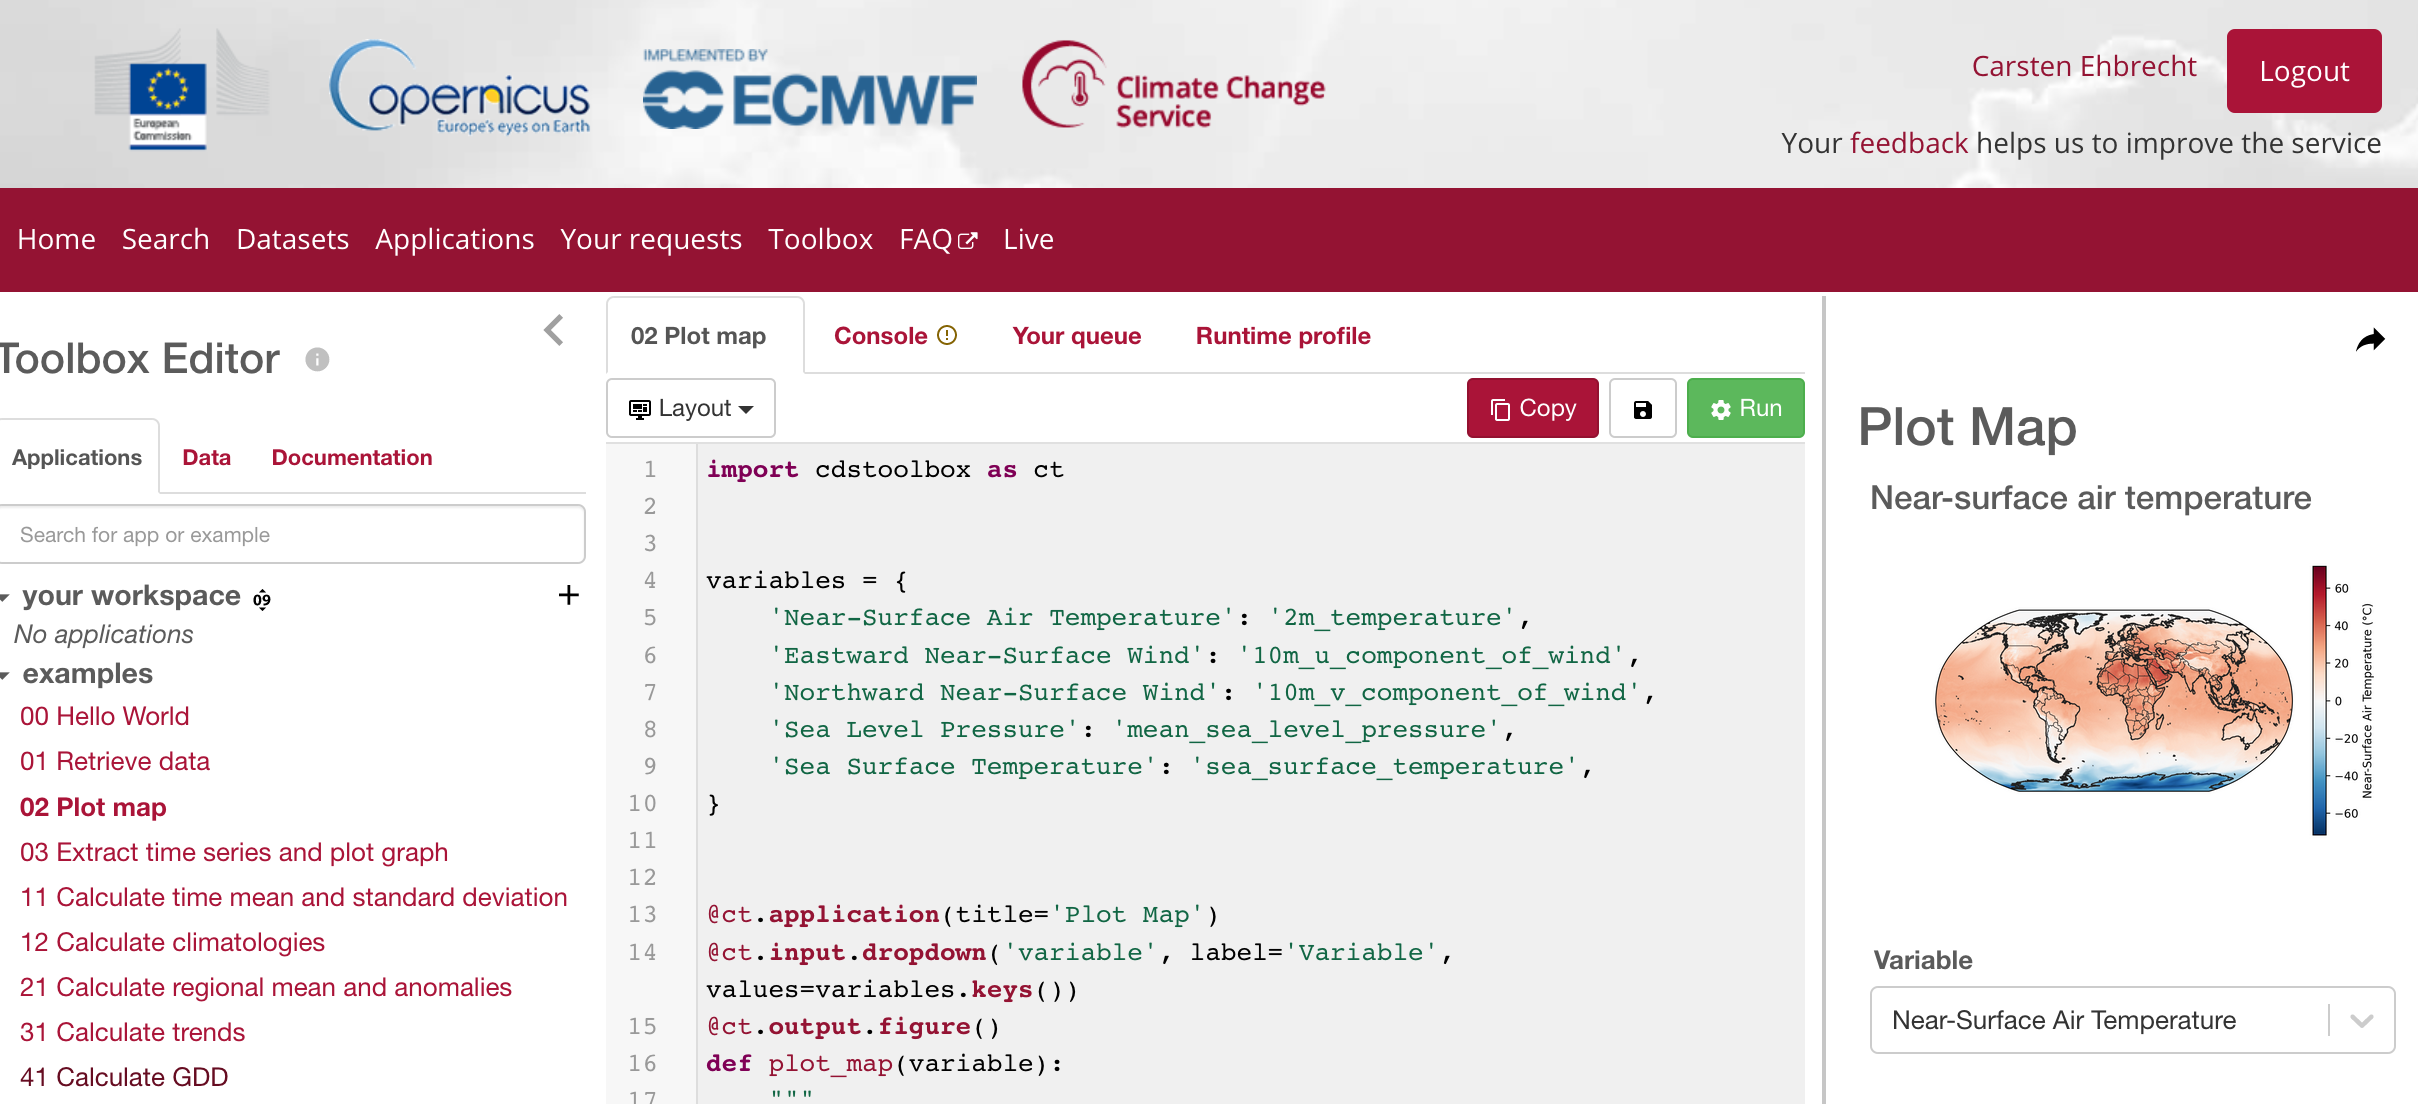 European
Commission
opernicus
Europe's eyes on Earth
IMPLEMENTED BY
ECMWF
Climate Change
Service
Carsten Ehbrecht
Logout
Your feedback helps us to improve the service
Home Search Datasets Applications Your requests Toolbox FAQ Live
Toolbox Editor
Applications Data Documentation
Search for app or example
your workspace
No applications
examples
00 Hello World
01 Retrieve data
02 Plot map
03 Extract time series and plot graph
11 Calculate time mean and standard deviation
12 Calculate climatologies
21 Calculate regional mean and anomalies
31 Calculate trends
41 Calculate GDD
02 Plot map Console Your queue Runtime profile
Layout Copy Run
1 import cdstoolbox as ct
2
3
4 variables = {
5     'Near-Surface Air Temperature': '2m_temperature',
6     'Eastward Near-Surface Wind': '10m_u_component_of_wind',
7     'Northward Near-Surface Wind': '10m_v_component_of_wind',
8     'Sea Level Pressure': 'mean_sea_level_pressure',
9     'Sea Surface Temperature': 'sea_surface_temperature',
10 }
11
12
13 @ct.application(title='Plot Map')
14 @ct.input.dropdown('variable', label='Variable',
values=variables.keys())
15 @ct.output.figure()
16 def plot_map(variable):
17     """
Plot Map
Near-surface air temperature
60
40
20
0
−20
−40
−60
Near-Surface Air Temperature (°C)
Variable
Near-Surface Air Temperature